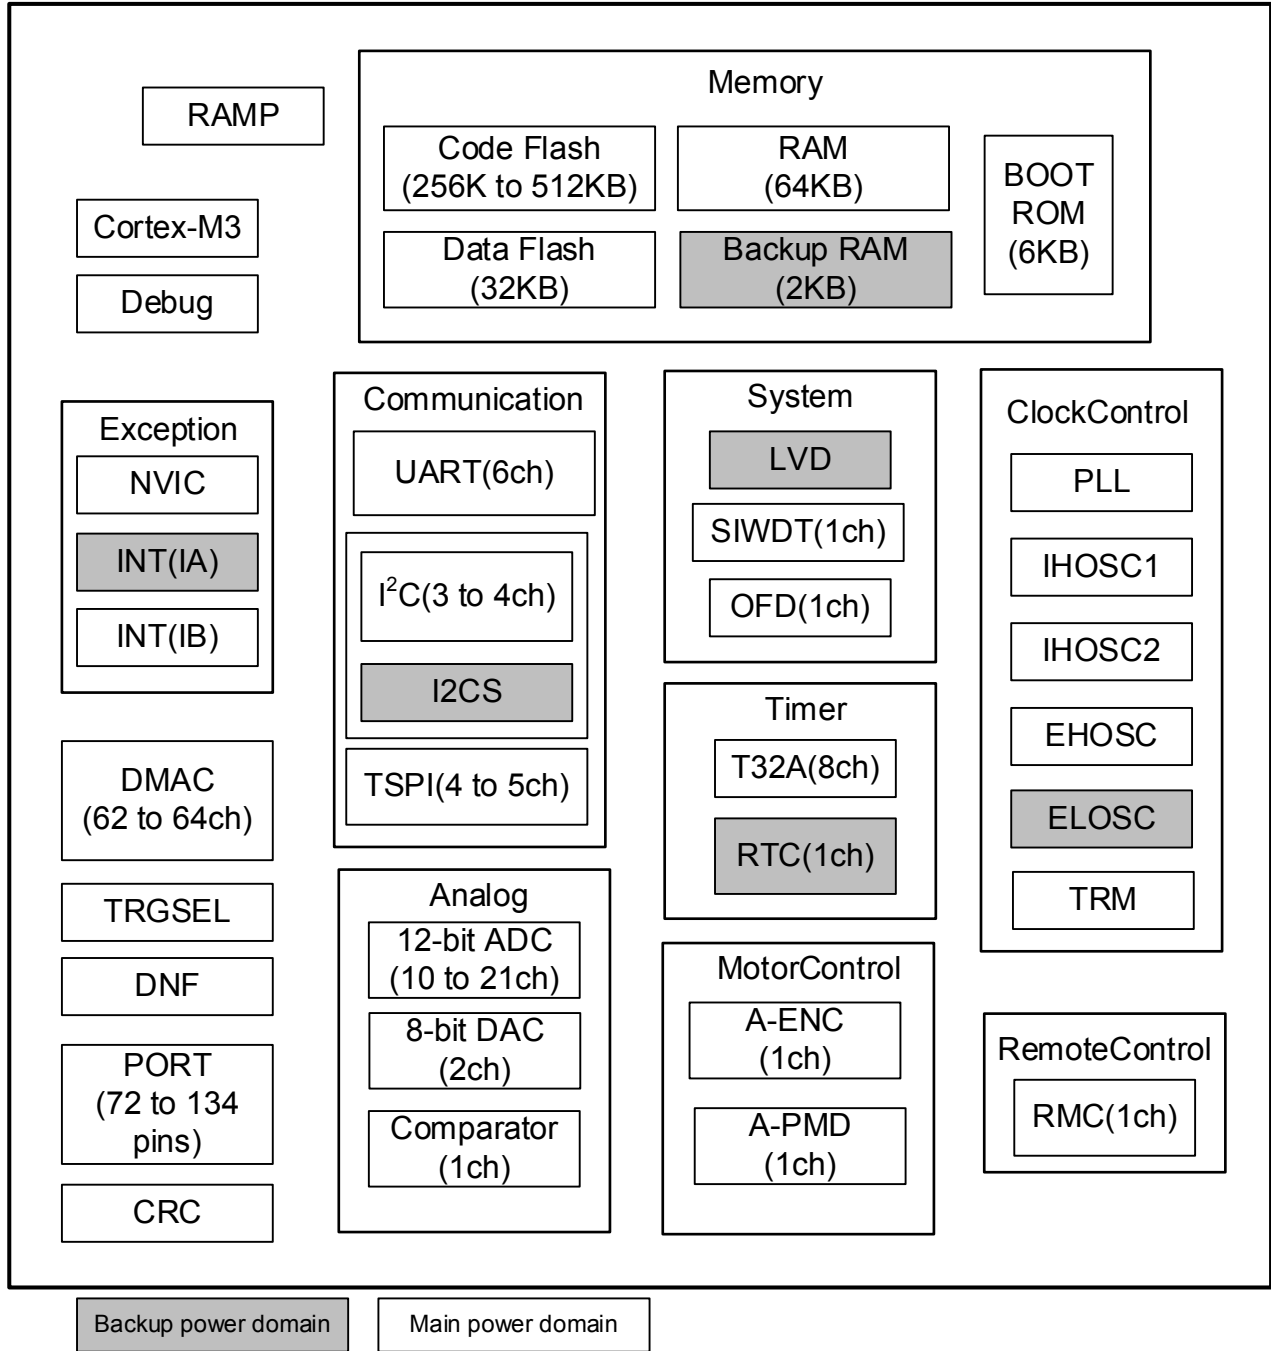 RAMP
Memory
Code Flash
(256K to 512KB)
RAM
(64KB)
BOOT
ROM
(6KB)
Data Flash
(32KB)
Backup RAM
(2KB)
Cortex-M3
Debug
Exception
NVIC
INT(IA)
INT(IB)
Communication
UART(6ch)
I²C(3 to 4ch)
I2CS
TSPI(4 to 5ch)
System
LVD
SIWDT(1ch)
OFD(1ch)
ClockControl
PLL
IHOSC1
IHOSC2
EHOSC
ELOSC
TRM
Timer
T32A(8ch)
RTC(1ch)
DMAC
(62 to 64ch)
TRGSEL
DNF
PORT
(72 to 134
pins)
CRC
Analog
12-bit ADC
(10 to 21ch)
8-bit DAC
(2ch)
Comparator
(1ch)
MotorControl
A-ENC
(1ch)
A-PMD
(1ch)
RemoteControl
RMC(1ch)
Backup power domain
Main power domain